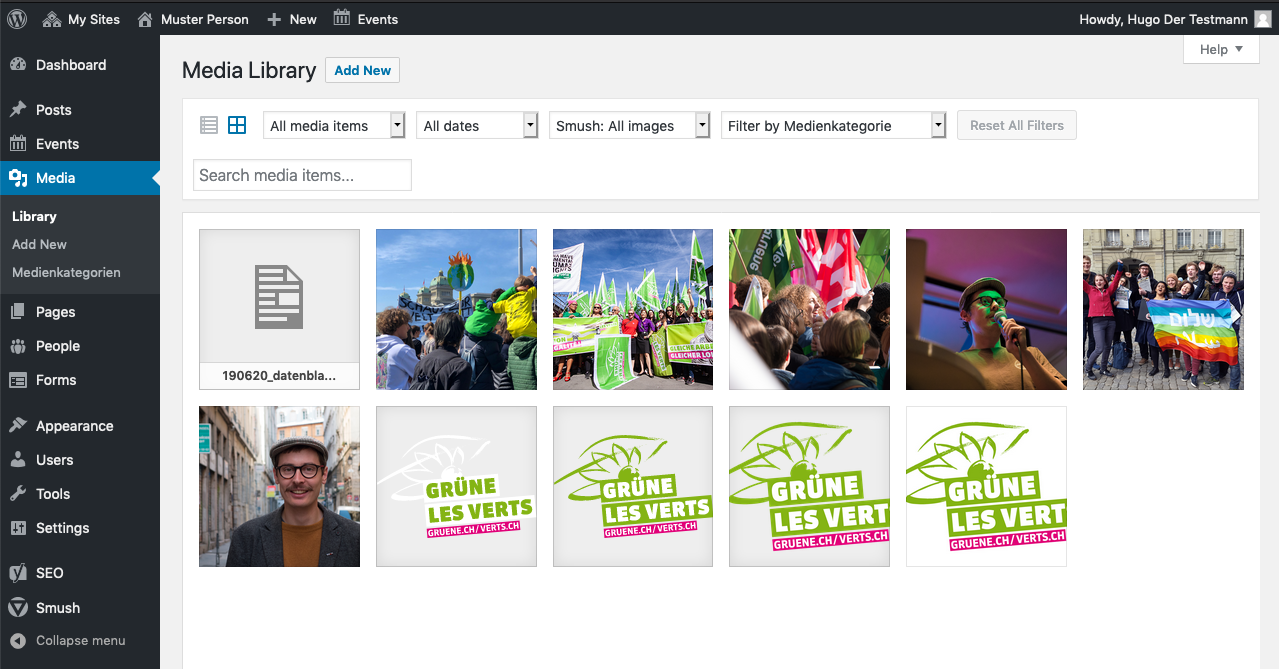 My Sites
Muster Person
New
Events
Howdy, Hugo Der Testmann
Help
Dashboard
Posts
Events
Media
Library
Add New
Medienkategorien
Pages
People
Forms
Appearance
Users
Tools
Settings
SEO
Smush
Collapse menu
Media Library
Add New
All media items
All dates
Smush: All images
Filter by Medienkategorie
Reset All Filters
Search media items...
190620_datenbla...
GLEICHE
GLEICHER LO
שלום
GRÜNE
LES VERTS
GRUENE.CH/VERTS.CH
GRÜNE
LES VERTS
GRUENE.CH/VERTS.CH
GRÜNE
LES VERT
GRUENE.CH/VERTS.CH
GRÜNE
LES VERT
GRUENE.CH/VERTS.CH